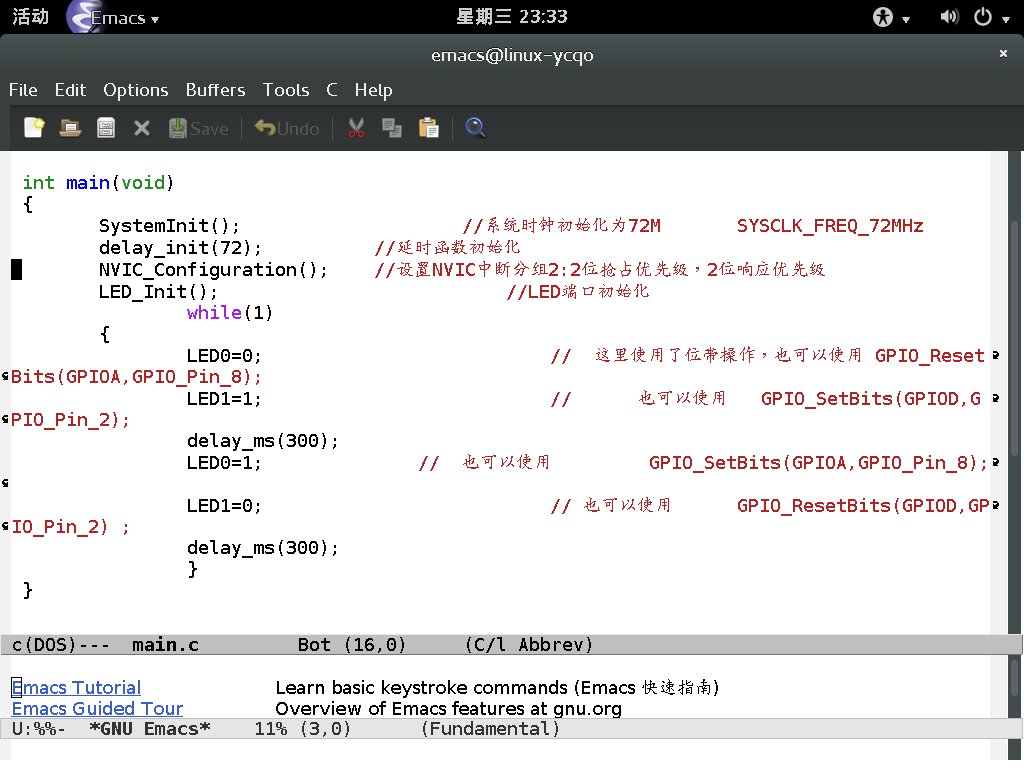 活动 Emacs 星期三 23:33
emacs@linux-ycqo
File Edit Options Buffers Tools C Help
Save Undo
int main(void)
{
SystemInit(); //系统时钟初始化为72M SYSCLK_FREQ_72MHz
delay_init(72); //延时函数初始化
NVIC_Configuration(); //设置NVIC中断分组2:2位抢占优先级，2位响应优先级
LED_Init(); //LED端口初始化
while(1)
{
LED0=0; // 这里使用了位带操作，也可以使用 GPIO_Reset
Bits(GPIOA,GPIO_Pin_8);
LED1=1; // 也可以使用 GPIO_SetBits(GPIOD,G
PIO_Pin_2);
delay_ms(300);
LED0=1; // 也可以使用 GPIO_SetBits(GPIOA,GPIO_Pin_8);
LED1=0; // 也可以使用 GPIO_ResetBits(GPIOD,GP
IO_Pin_2) ;
delay_ms(300);
}
}
c(DOS)--- main.c Bot (16,0) (C/l Abbrev)
Emacs Tutorial Learn basic keystroke commands (Emacs 快速指南)
Emacs Guided Tour Overview of Emacs features at gnu.org
U:%%- *GNU Emacs* 11% (3,0) (Fundamental)